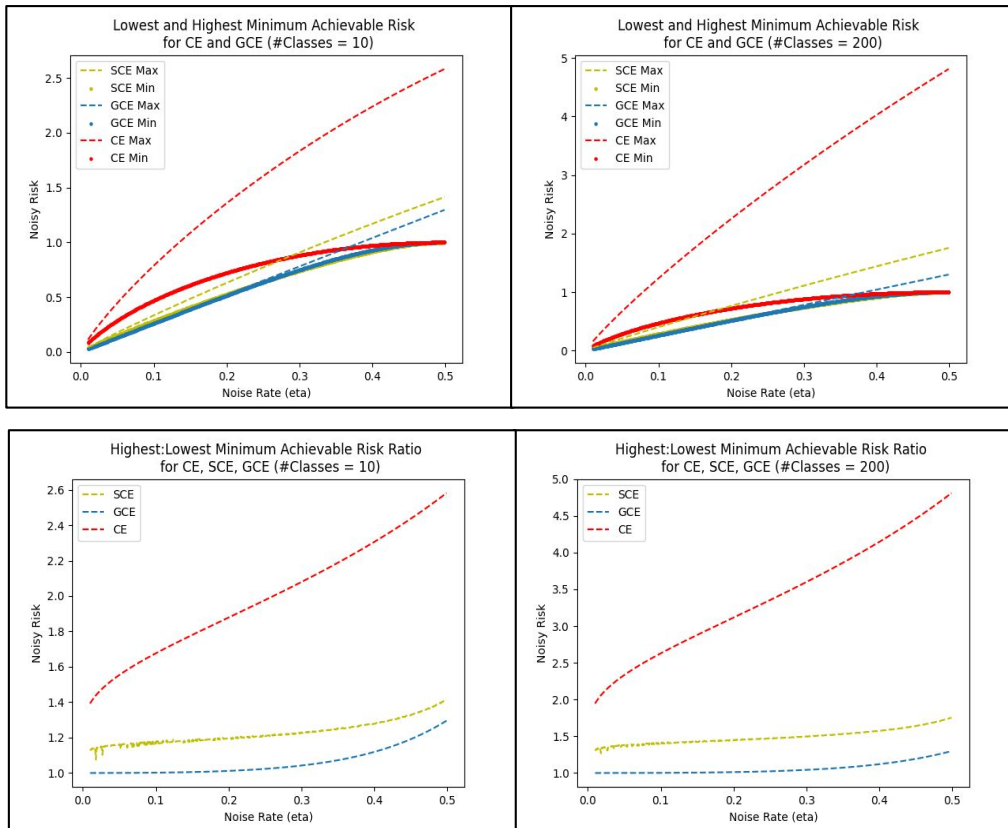 Lowest and Highest Minimum Achievable Risk
for CE and GCE (#Classes = 10)
2.5
2.0
1.5
1.0
0.5
0.0
Noisy Risk
SCE Max
SCE Min
GCE Max
GCE Min
CE Max
CE Min
0.0 0.1 0.2 0.3 0.4 0.5
Noise Rate (eta)
Lowest and Highest Minimum Achievable Risk
for CE and GCE (#Classes = 200)
5
4
3
2
1
0
Noisy Risk
SCE Max
SCE Min
GCE Max
GCE Min
CE Max
CE Min
0.0 0.1 0.2 0.3 0.4 0.5
Noise Rate (eta)
Highest:Lowest Minimum Achievable Risk Ratio
for CE, SCE, GCE (#Classes = 10)
2.6
2.4
2.2
2.0
1.8
1.6
1.4
1.2
1.0
Noisy Risk
SCE
GCE
CE
0.0 0.1 0.2 0.3 0.4 0.5
Noise Rate (eta)
Highest:Lowest Minimum Achievable Risk Ratio
for CE, SCE, GCE (#Classes = 200)
5.0
4.5
4.0
3.5
3.0
2.5
2.0
1.5
1.0
Noisy Risk
SCE
GCE
CE
0.0 0.1 0.2 0.3 0.4 0.5
Noise Rate (eta)